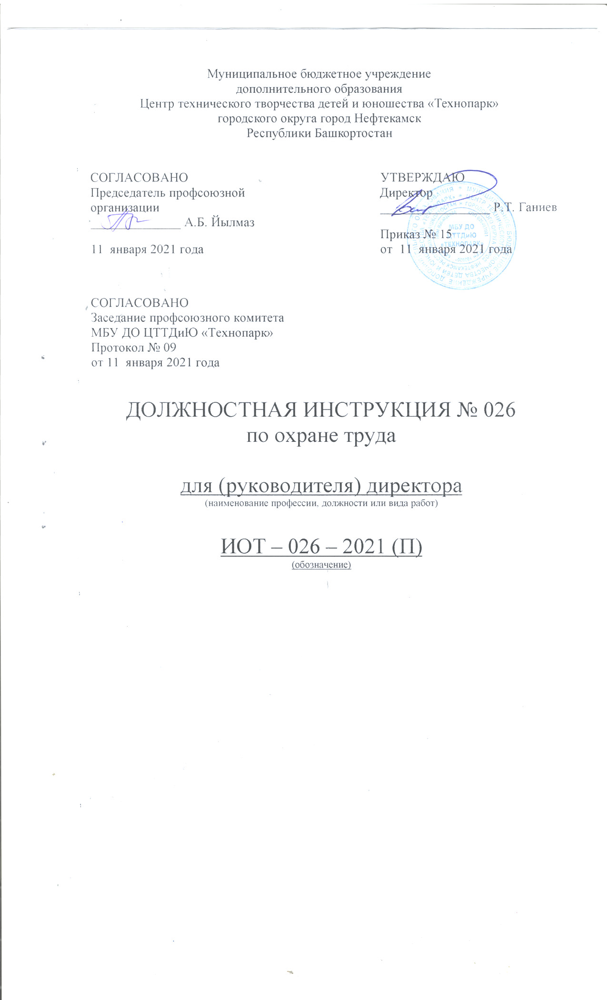 Муниципальное бюджетное учреждение
дополнительного образования
Центр технического творчества детей и юношества «Технопарк»
городского округа город Нефтекамск
Республики Башкортостан
СОГЛАСОВАНО
Председатель профсоюзной
организации
А.Б. Йылмаз
11 января 2021 года
УТВЕРЖДАЮ
Директор
Р.Т. Ганиев
Приказ № 15
от 11 января 2021 года
МБУ ДО
ЦТТДиЮ
«ТЕХНОПАРК»
СОГЛАСОВАНО
Заседание профсоюзного комитета
МБУ ДО ЦТТДиЮ «Технопарк»
Протокол № 09
от 11 января 2021 года
ДОЛЖНОСТНАЯ ИНСТРУКЦИЯ № 026
по охране труда
для (руководителя) директора
(наименование профессии, должности или вида работ)
ИОТ – 026 – 2021 (П)
(обозначение)